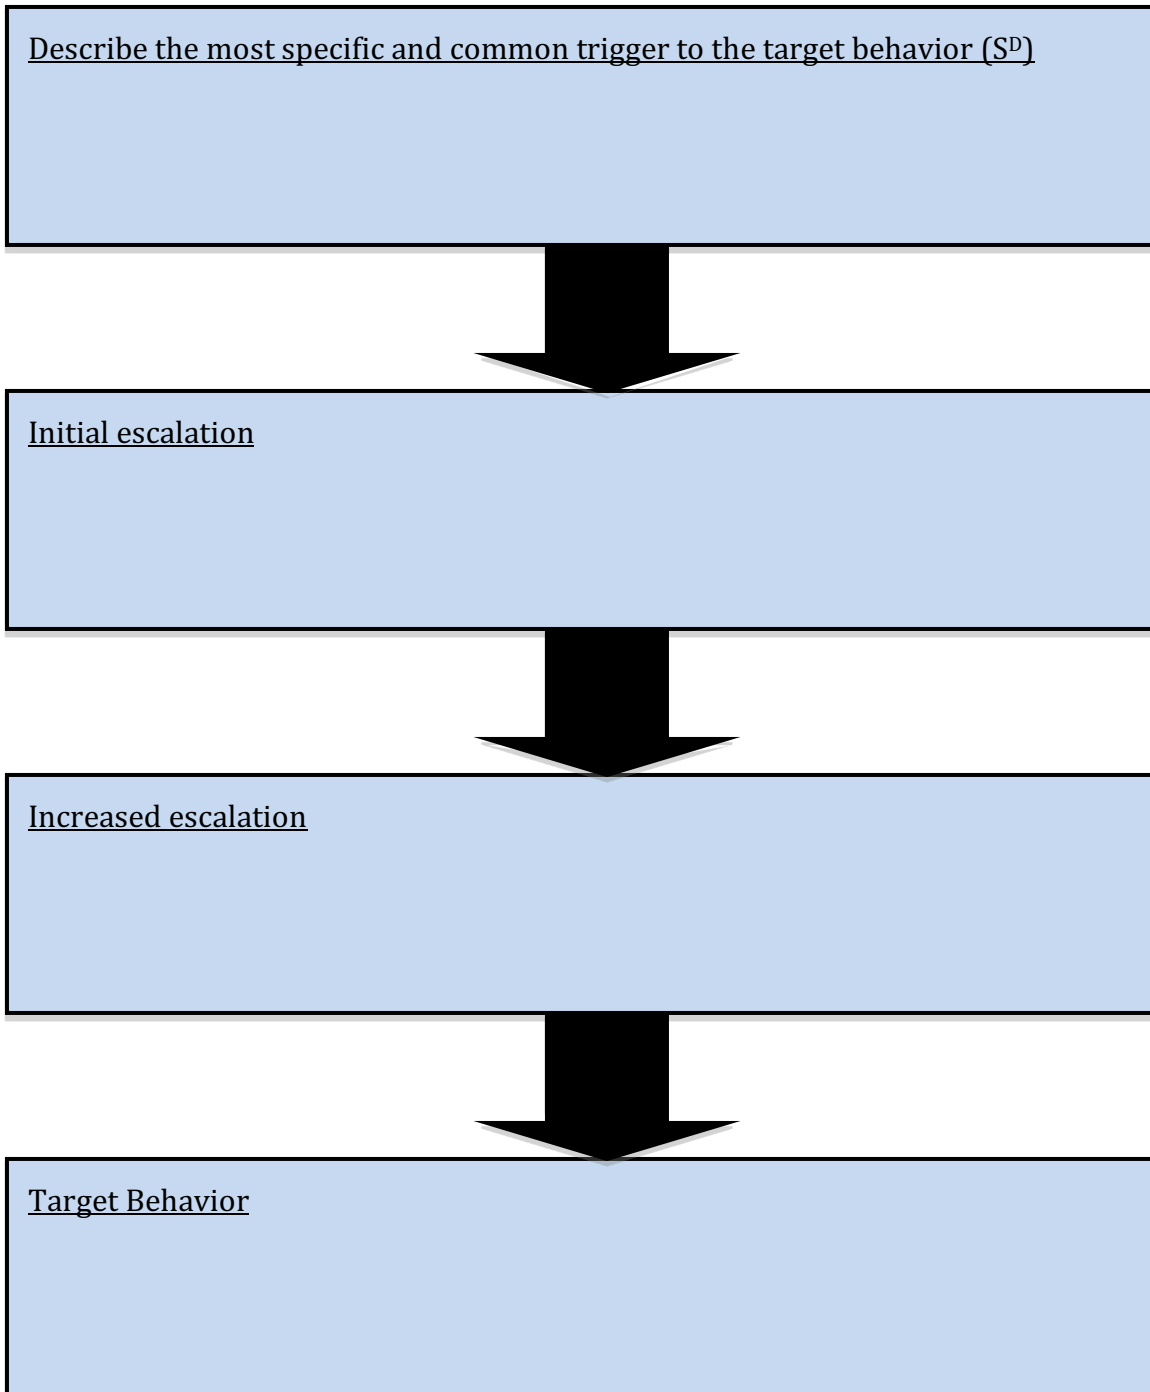 Describe the most specific and common trigger to the target behavior (Sᴰ)
Initial escalation
Increased escalation
Target Behavior